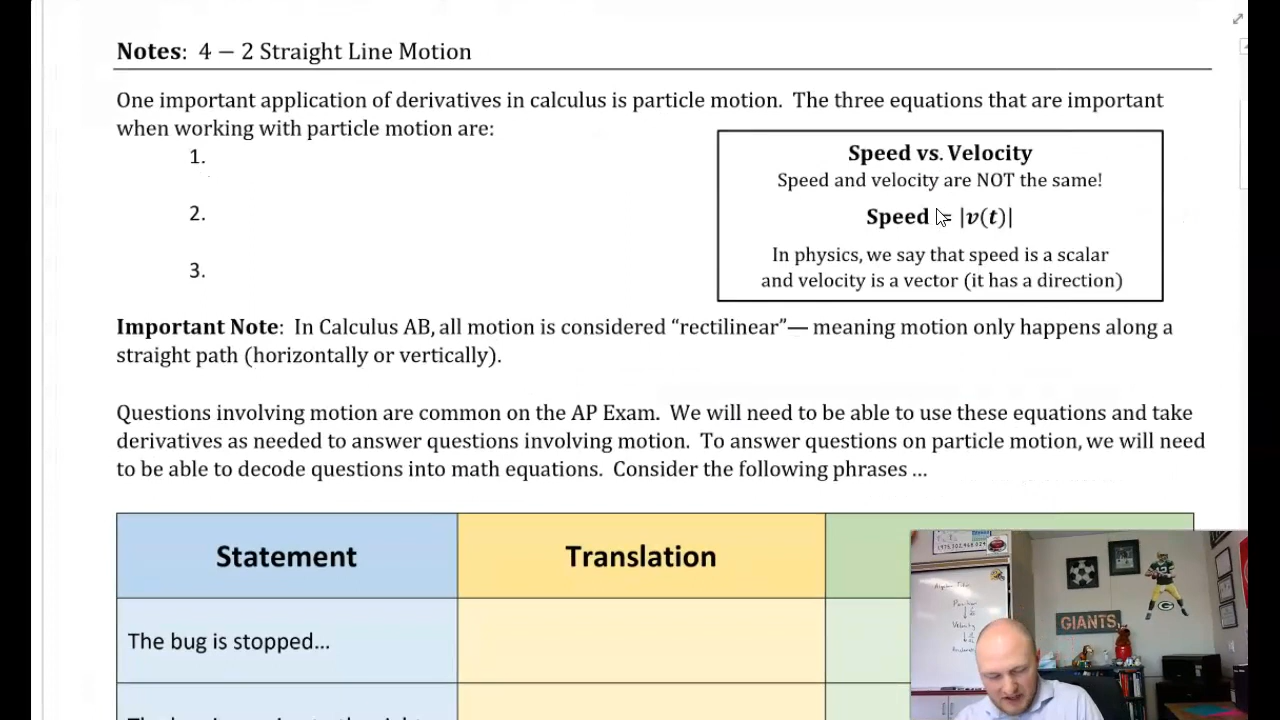 Notes: 4 − 2 Straight Line Motion
One important application of derivatives in calculus is particle motion. The three equations that are important
when working with particle motion are:
1.
2.
3.
Speed vs. Velocity
Speed and velocity are NOT the same!
Speed = |v(t)|
In physics, we say that speed is a scalar
and velocity is a vector (it has a direction)
Important Note: In Calculus AB, all motion is considered “rectilinear”— meaning motion only happens along a
straight path (horizontally or vertically).
Questions involving motion are common on the AP Exam. We will need to be able to use these equations and take
derivatives as needed to answer questions involving motion. To answer questions on particle motion, we will need
to be able to decode questions into math equations. Consider the following phrases ...
Statement
Translation
The bug is stopped...
GIANTS